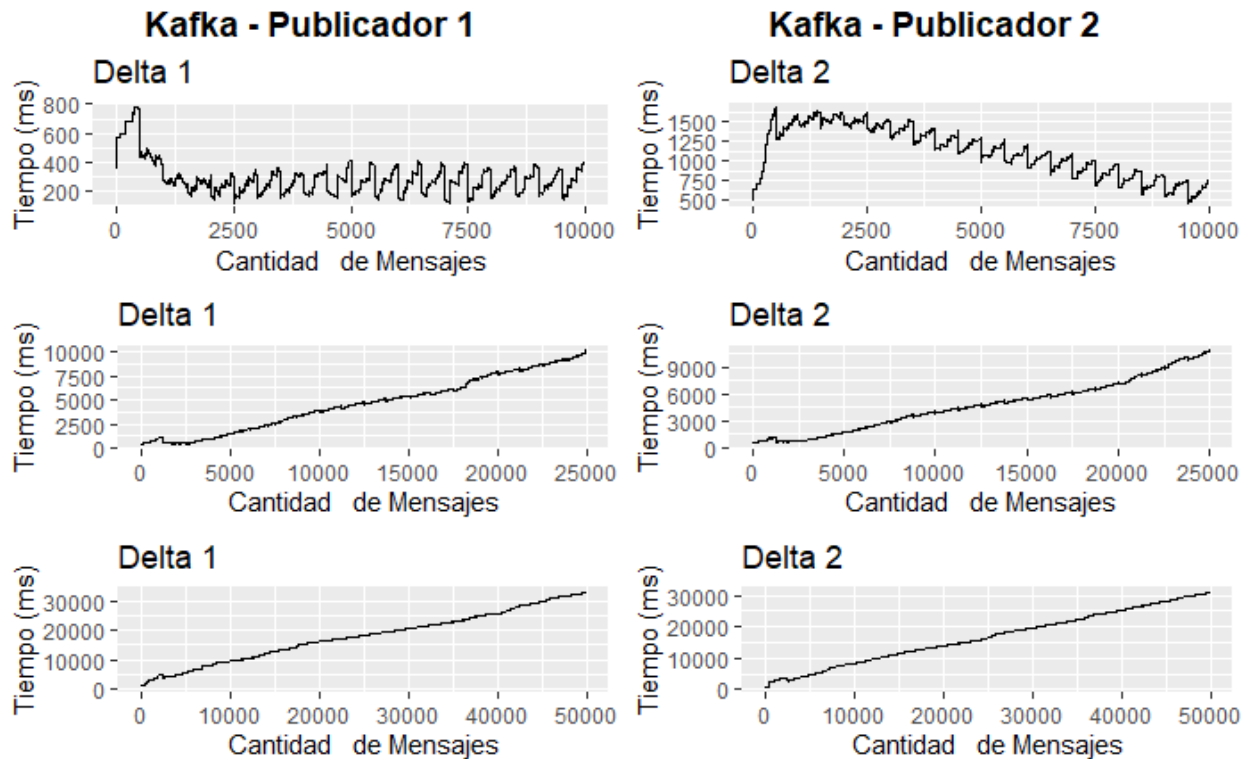 Kafka - Publicador 1
Delta 1
Tiempo (ms)
800
600
400
200
0 2500 5000 7500 10000
Cantidad de Mensajes
Kafka - Publicador 2
Delta 2
Tiempo (ms)
1500
1250
1000
750
500
0 2500 5000 7500 10000
Cantidad de Mensajes
Delta 1
Tiempo (ms)
10000
7500
5000
2500
0
0 5000 10000 15000 20000 25000
Cantidad de Mensajes
Delta 2
Tiempo (ms)
9000
6000
3000
0
0 5000 10000 15000 20000 25000
Cantidad de Mensajes
Delta 1
Tiempo (ms)
30000
20000
10000
0
0 10000 20000 30000 40000 50000
Cantidad de Mensajes
Delta 2
Tiempo (ms)
30000
20000
10000
0
0 10000 20000 30000 40000 50000
Cantidad de Mensajes